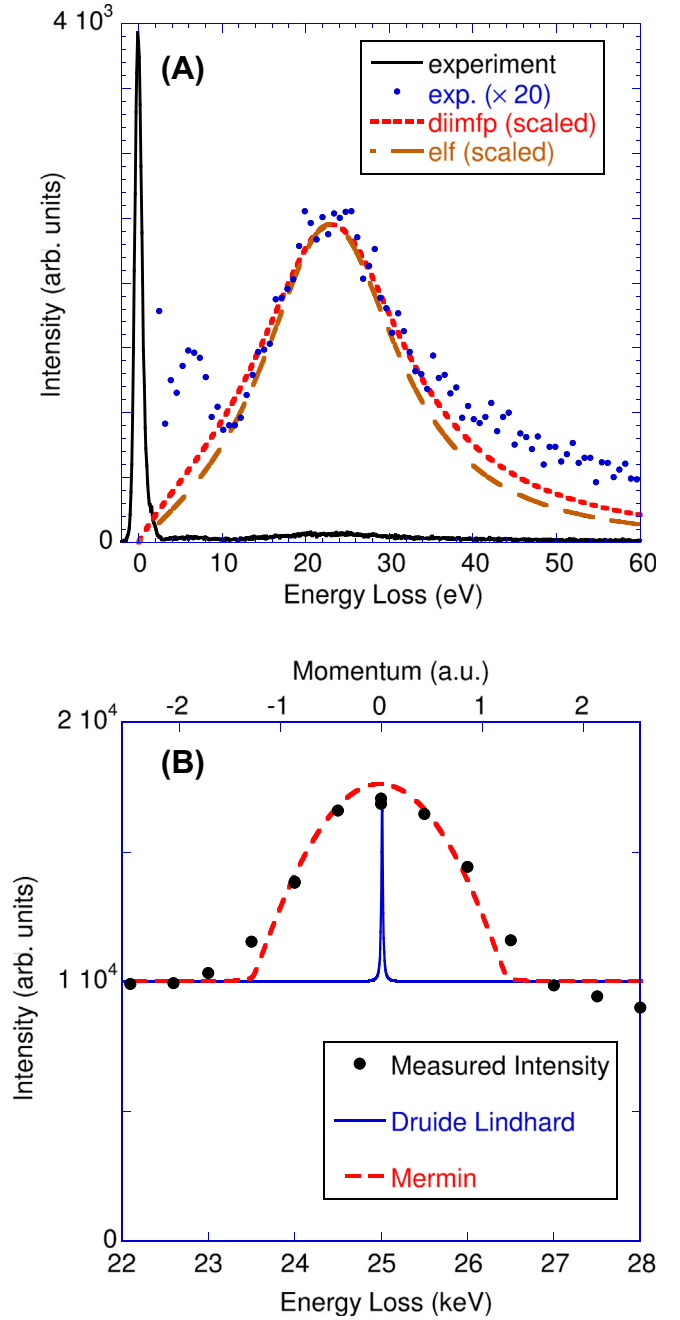 4 10³
(A)
experiment
exp. (× 20)
diimfp (scaled)
elf (scaled)
Intensity (arb. units)
0
0 10 20 30 40 50 60
Energy Loss (eV)
Momentum (a.u.)
-2 -1 0 1 2
2 10⁴
(B)
Intensity (arb. units)
1 10⁴
Measured Intensity
Druide Lindhard
Mermin
0
22 23 24 25 26 27 28
Energy Loss (keV)